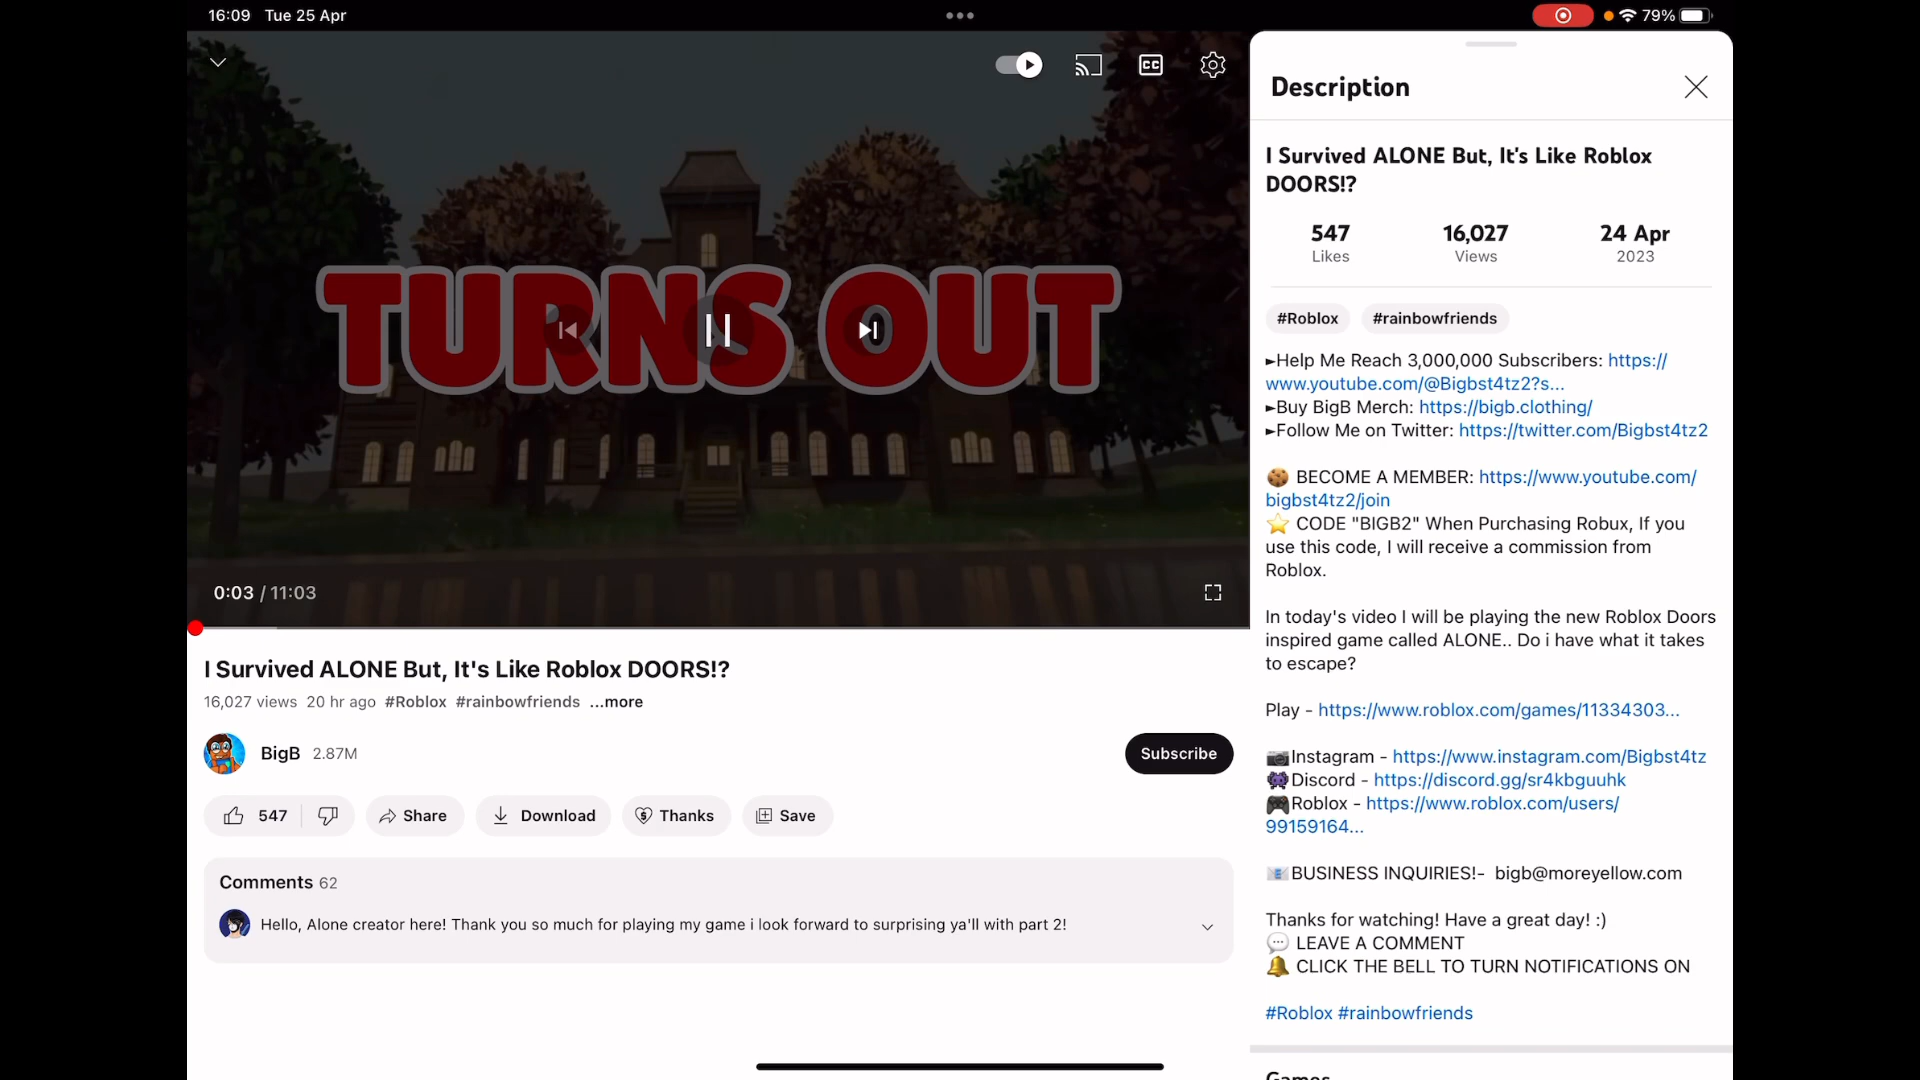 16:09 Tue 25 Apr
79%
TURNS OUT
CC
0:03 / 11:03
I Survived ALONE But, It's Like Roblox DOORS!?
16,027 views 20 hr ago #Roblox #rainbowfriends ...more
BigB 2.87M
Subscribe
547 Share Download Thanks Save
Comments 62
Hello, Alone creator here! Thank you so much for playing my game i look forward to surprising ya'll with part 2!
Description
I Survived ALONE But, It's Like Roblox
DOORS!?
547 16,027 24 Apr
Likes Views 2023
#Roblox #rainbowfriends
►Help Me Reach 3,000,000 Subscribers: https://
www.youtube.com/@Bigbst4tz2?s...
►Buy BigB Merch: https://bigb.clothing/
►Follow Me on Twitter: https://twitter.com/Bigbst4tz2
🍪 BECOME A MEMBER: https://www.youtube.com/
bigbst4tz2/join
⭐ CODE "BIGB2" When Purchasing Robux, If you
use this code, I will receive a commission from
Roblox.
In today's video I will be playing the new Roblox Doors
inspired game called ALONE.. Do i have what it takes
to escape?
Play - https://www.roblox.com/games/11334303...
📷Instagram - https://www.instagram.com/Bigbst4tz
👾Discord - https://discord.gg/sr4kbguuhk
🎮Roblox - https://www.roblox.com/users/
99159164...
📧BUSINESS INQUIRIES!- bigb@moreyellow.com
Thanks for watching! Have a great day! :)
💬 LEAVE A COMMENT
🔔 CLICK THE BELL TO TURN NOTIFICATIONS ON
#Roblox #rainbowfriends
Games